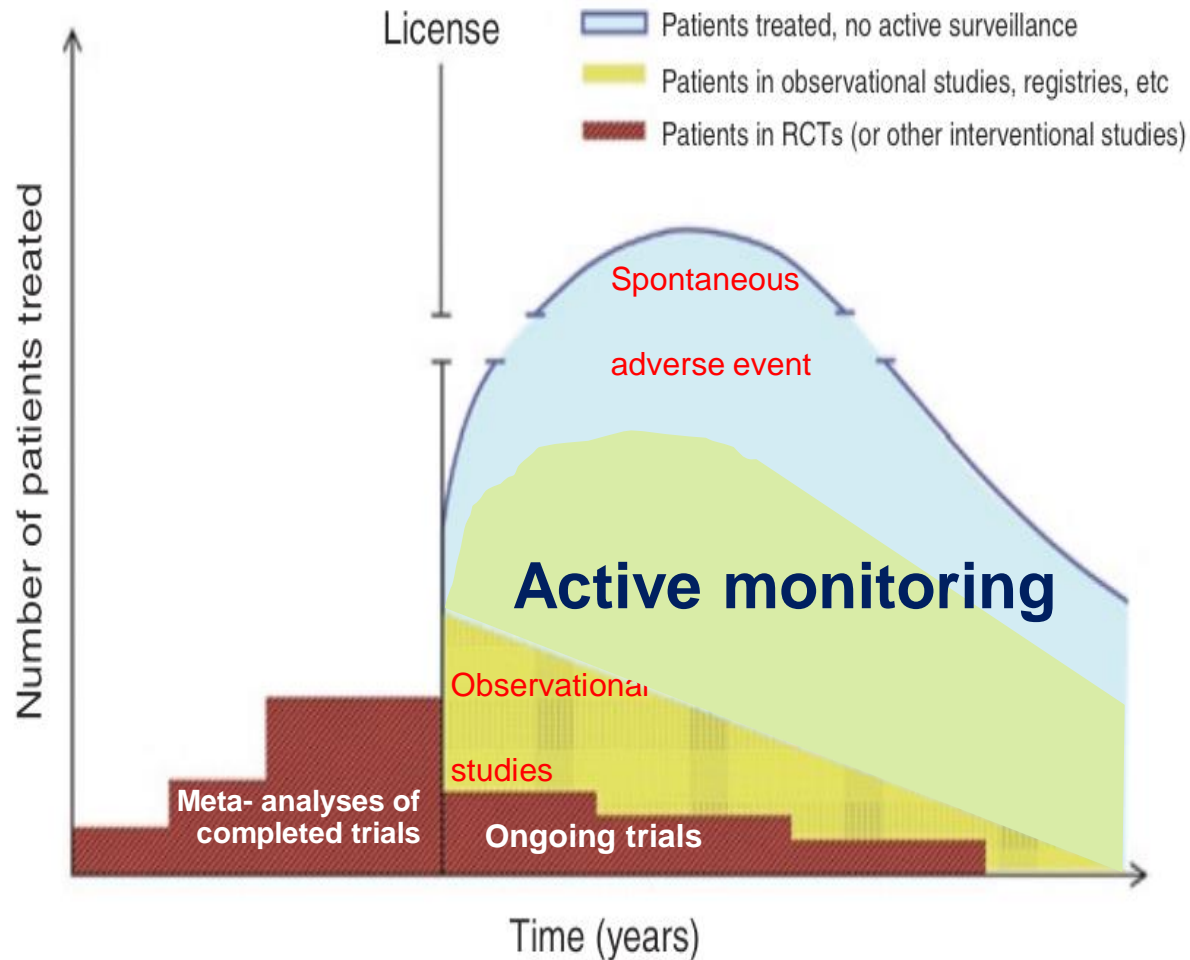 License
Patients treated, no active surveillance
Patients in observational studies, registries, etc
Patients in RCTs (or other interventional studies)
Number of patients treated
Spontaneous
adverse event
Active monitoring
Observational
studies
Meta- analyses of
completed trials
Ongoing trials
Time (years)